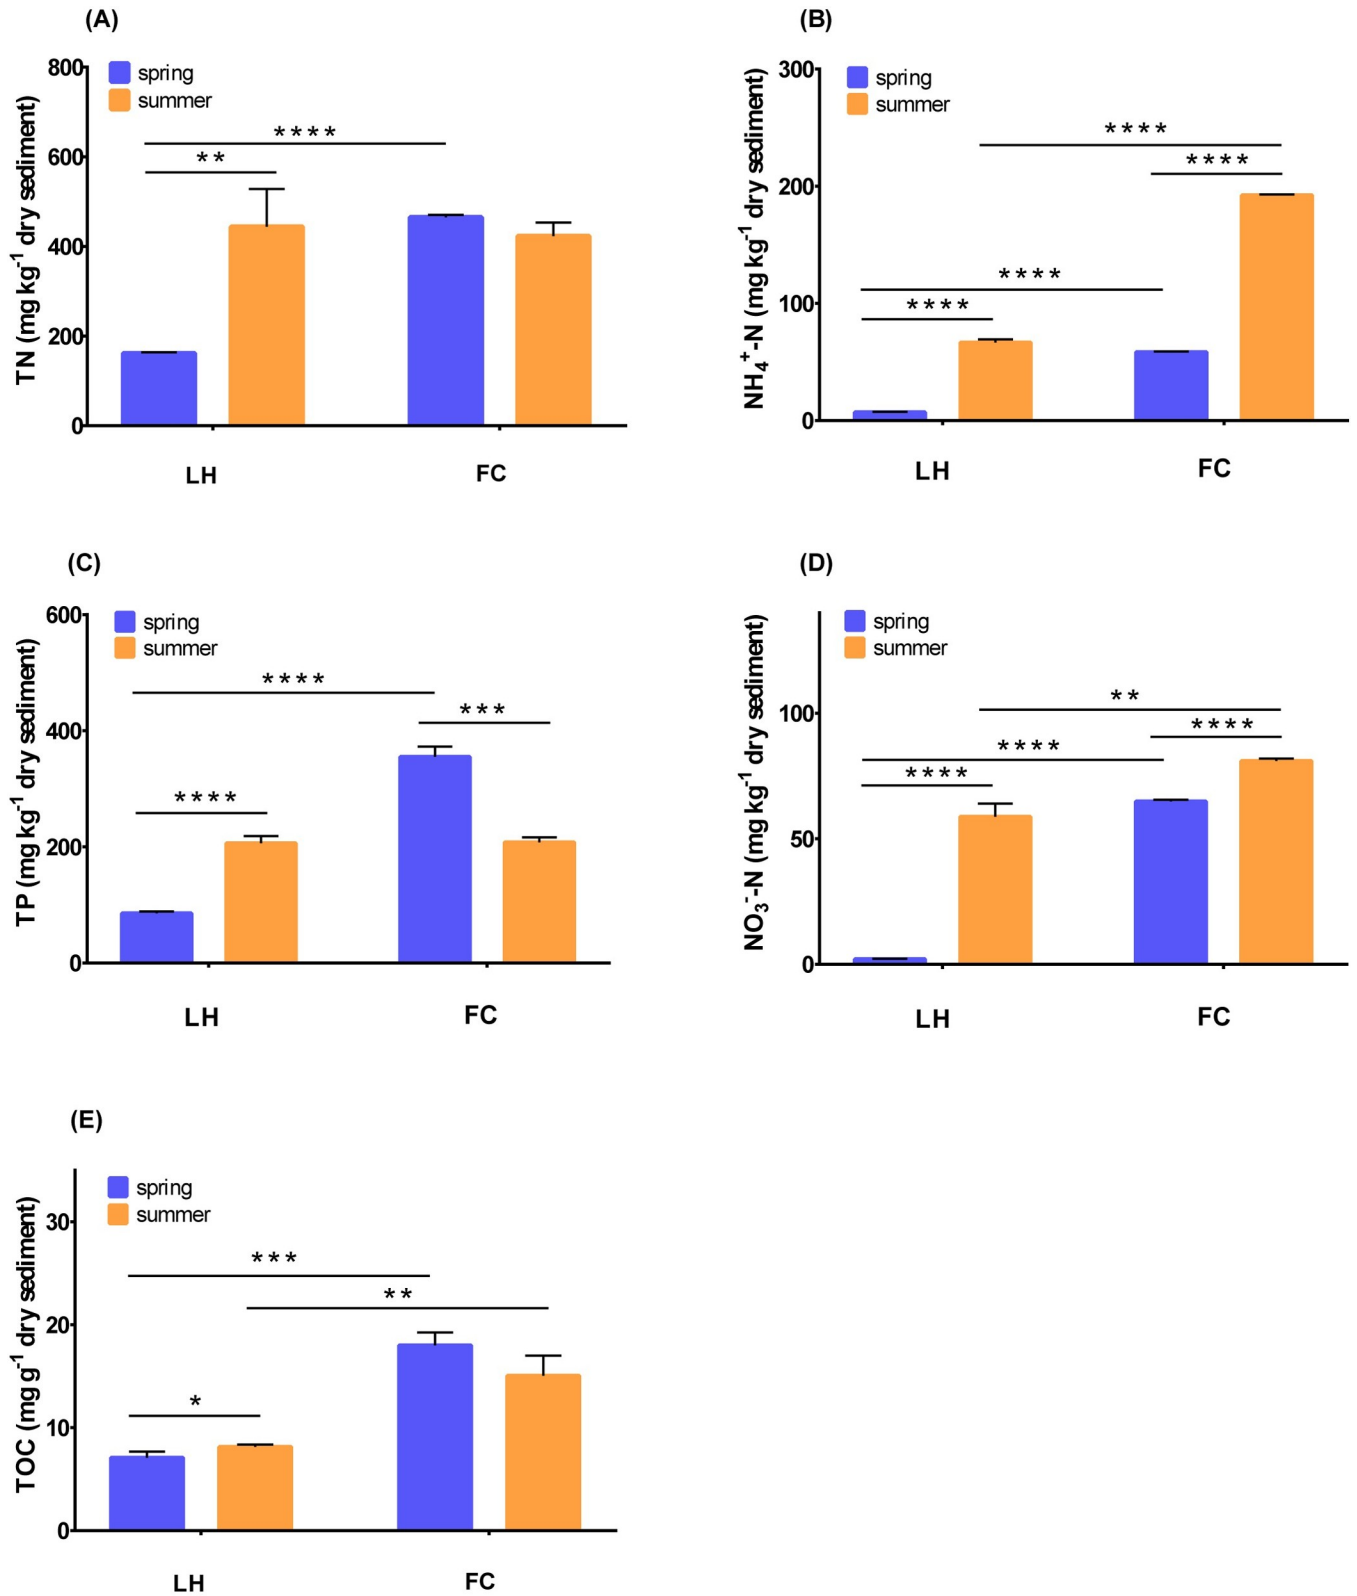 (A)
TN (mg kg⁻¹ dry sediment)
800
600
400
200
0
spring
summer
****
**
LH
FC
(B)
NH₄⁺-N (mg kg⁻¹ dry sediment)
300
200
100
0
spring
summer
****
****
****
****
LH
FC
(C)
TP (mg kg⁻¹ dry sediment)
600
400
200
0
spring
summer
****
***
****
LH
FC
(D)
NO₃⁻-N (mg kg⁻¹ dry sediment)
100
50
0
spring
summer
**
****
****
****
LH
FC
(E)
TOC (mg g⁻¹ dry sediment)
30
20
10
0
spring
summer
***
**
*
LH
FC